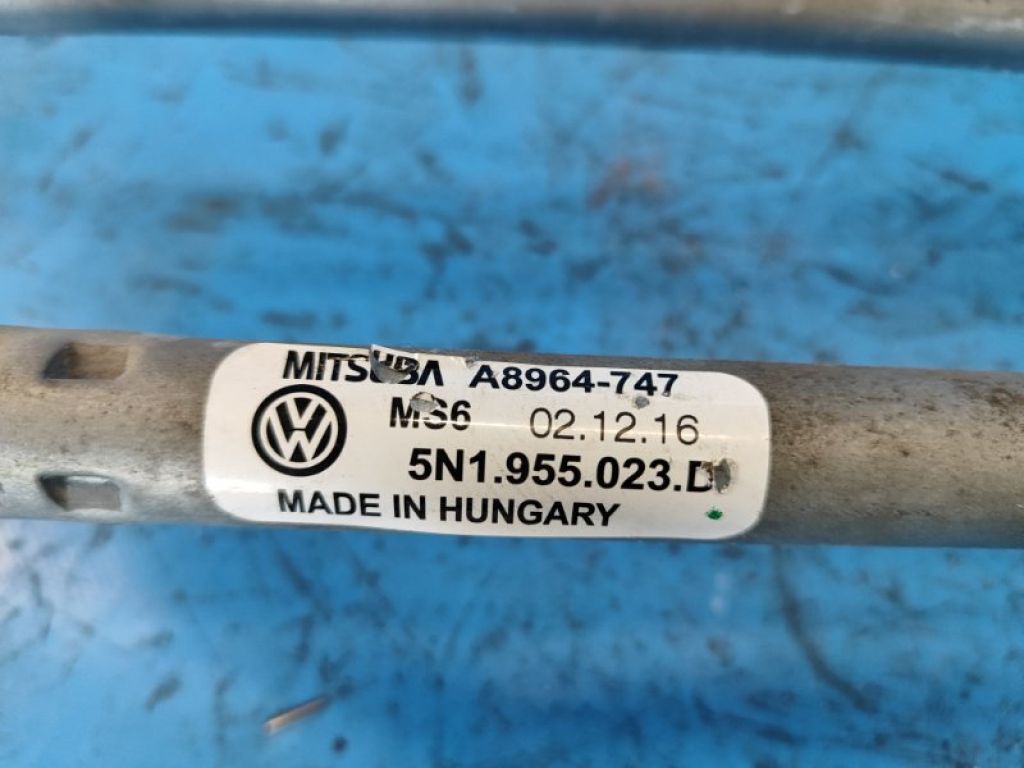 MITSUBA A8964-747
MS6 02.12.16
5N1.955.023.D
MADE IN HUNGARY